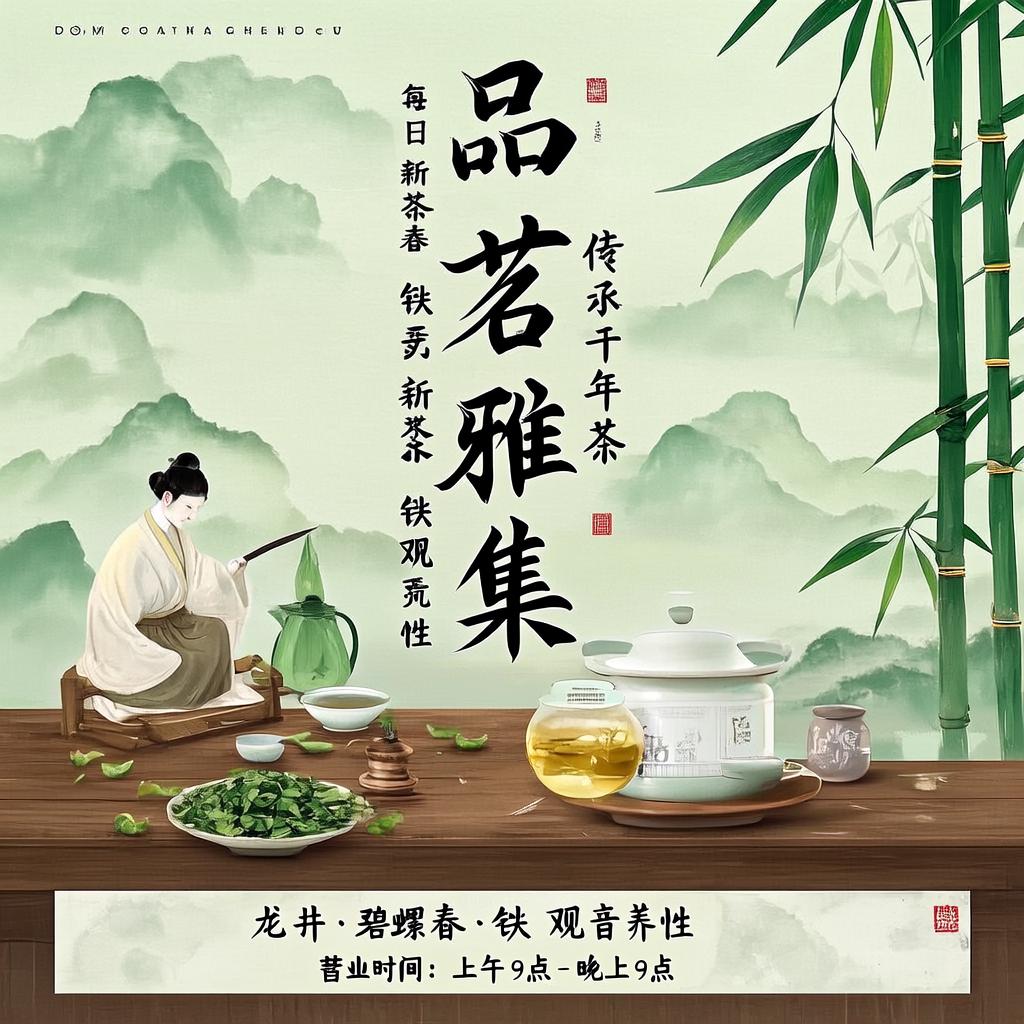 传承千年茶
品茗雅集
每日新茶春 铁 新 铁观 性
龙井·碧螺春·铁 观音养性
营业时间：上午9点-晚上9点